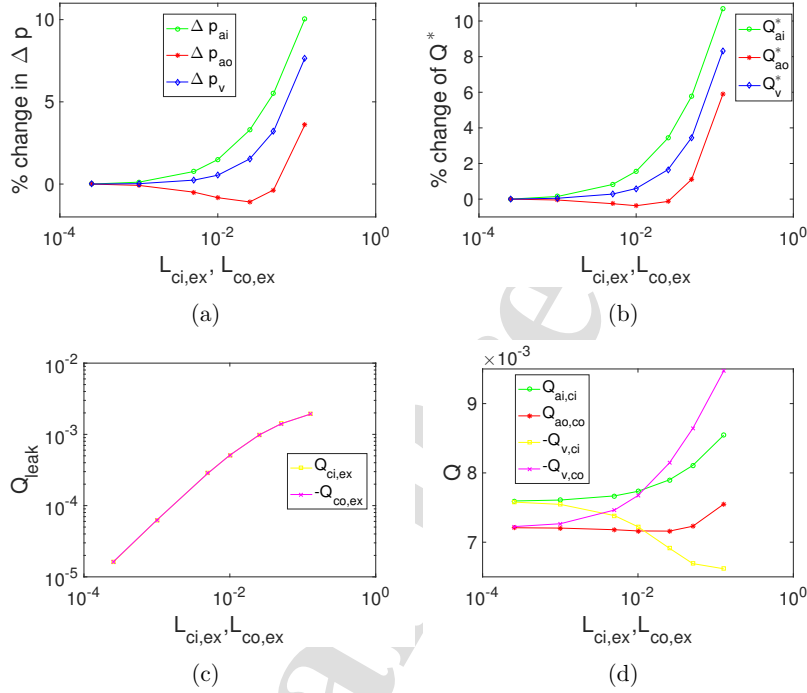 % change in Δ p
10
5
0
Δ p_ai
Δ p_ao
Δ p_v
10^-4
10^-2
10^0
L_ci,ex, L_co,ex
(a)
% change of Q*
10
8
6
4
2
0
Q*_ai
Q*_ao
Q*_v
10^-4
10^-2
10^0
L_ci,ex,L_co,ex
(b)
Q_leak
10^-2
10^-3
10^-4
10^-5
Q_ci,ex
-Q_co,ex
10^-4
10^-2
10^0
L_ci,ex,L_co,ex
(c)
×10^-3
Q
9
8
7
Q_ai,ci
Q_ao,co
-Q_v,ci
-Q_v,co
10^-4
10^-2
10^0
L_ci,ex,L_co,ex
(d)